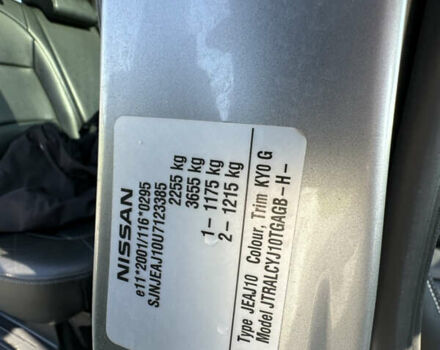 NISSAN
e11*2001/116*0295
SJNJEAJ10U7123385
2255 kg
3655 kg
1 - 1175 kg
2 - 1215 kg
Type JEAJ10 Colour, Trim KY0 G
Model JTRALCYJ10TGAGB-H-